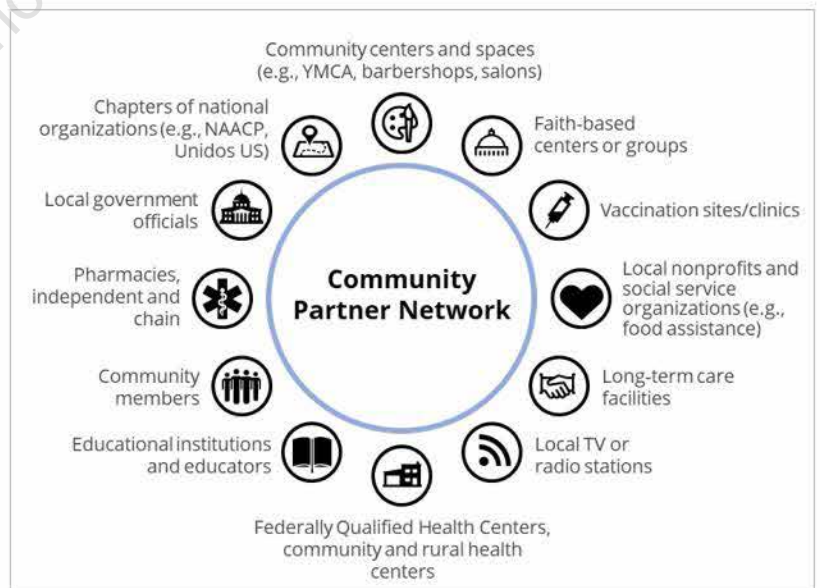 Community centers and spaces
(e.g., YMCA, barbershops, salons)
Faith-based
centers or groups
Vaccination sites/clinics
Local nonprofits and
social service
organizations (e.g.,
food assistance)
Long-term care
facilities
Local TV or
radio stations
Federally Qualified Health Centers,
community and rural health
centers
Educational institutions
and educators
Community
members
Pharmacies,
independent and
chain
Local government
officials
Chapters of national
organizations (e.g., NAACP,
Unidos US)
Community
Partner Network